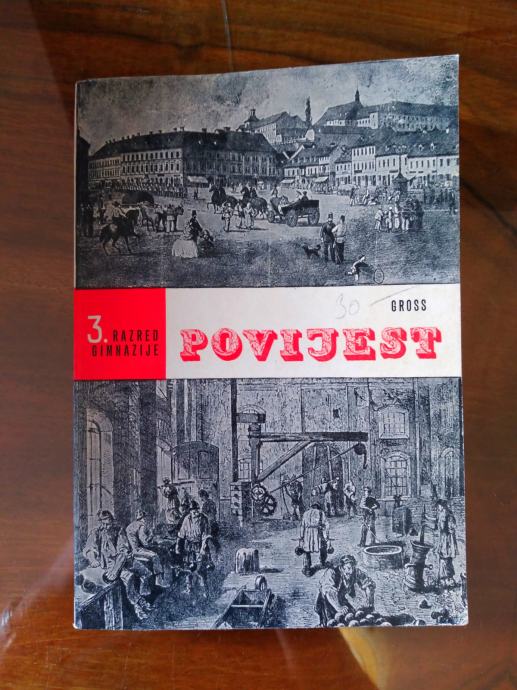 30 —
GROSS
3. RAZRED
GIMNAZIJE
POVIJEST